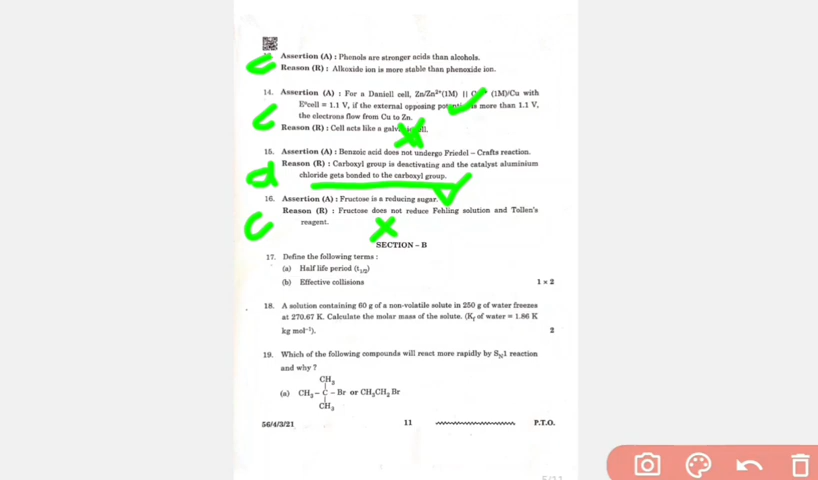 Assertion (A) : Phenols are stronger acids than alcohols.
C Reason (R) : Alkoxide ion is more stable than phenoxide ion.
14. Assertion (A) : For a Daniell cell, Zn/Zn²⁺(1M) || (1M)/Cu with
E°cell = 1.1 V, if the external opposing is more than 1.1 V,
C the electrons flow from Cu to Zn.
Reason (R) : Cell acts like a
15. Assertion (A) : Benzoic acid does not undergo Friedel – Crafts reaction.
d Reason (R) : Carboxyl group is deactivating and the catalyst aluminium
chloride gets bonded to the carboxyl group.
16. Assertion (A) : Fructose is a reducing sugar.
C Reason (R) : Fructose does not reduce Fehling solution and Tollen's
reagent.
SECTION – B
17. Define the following terms :
(a) Half life period (t₁/₂)
(b) Effective collisions 1 × 2
18. A solution containing 60 g of a non-volatile solute in 250 g of water freezes
at 270.67 K. Calculate the molar mass of the solute. (Kf of water = 1.86 K
kg mol⁻¹). 2
19. Which of the following compounds will react more rapidly by SN1 reaction
and why ?
CH₃
(a) CH₃ – C – Br or CH₃CH₂ Br
CH₃
56/4/3/21 11 P.T.O.